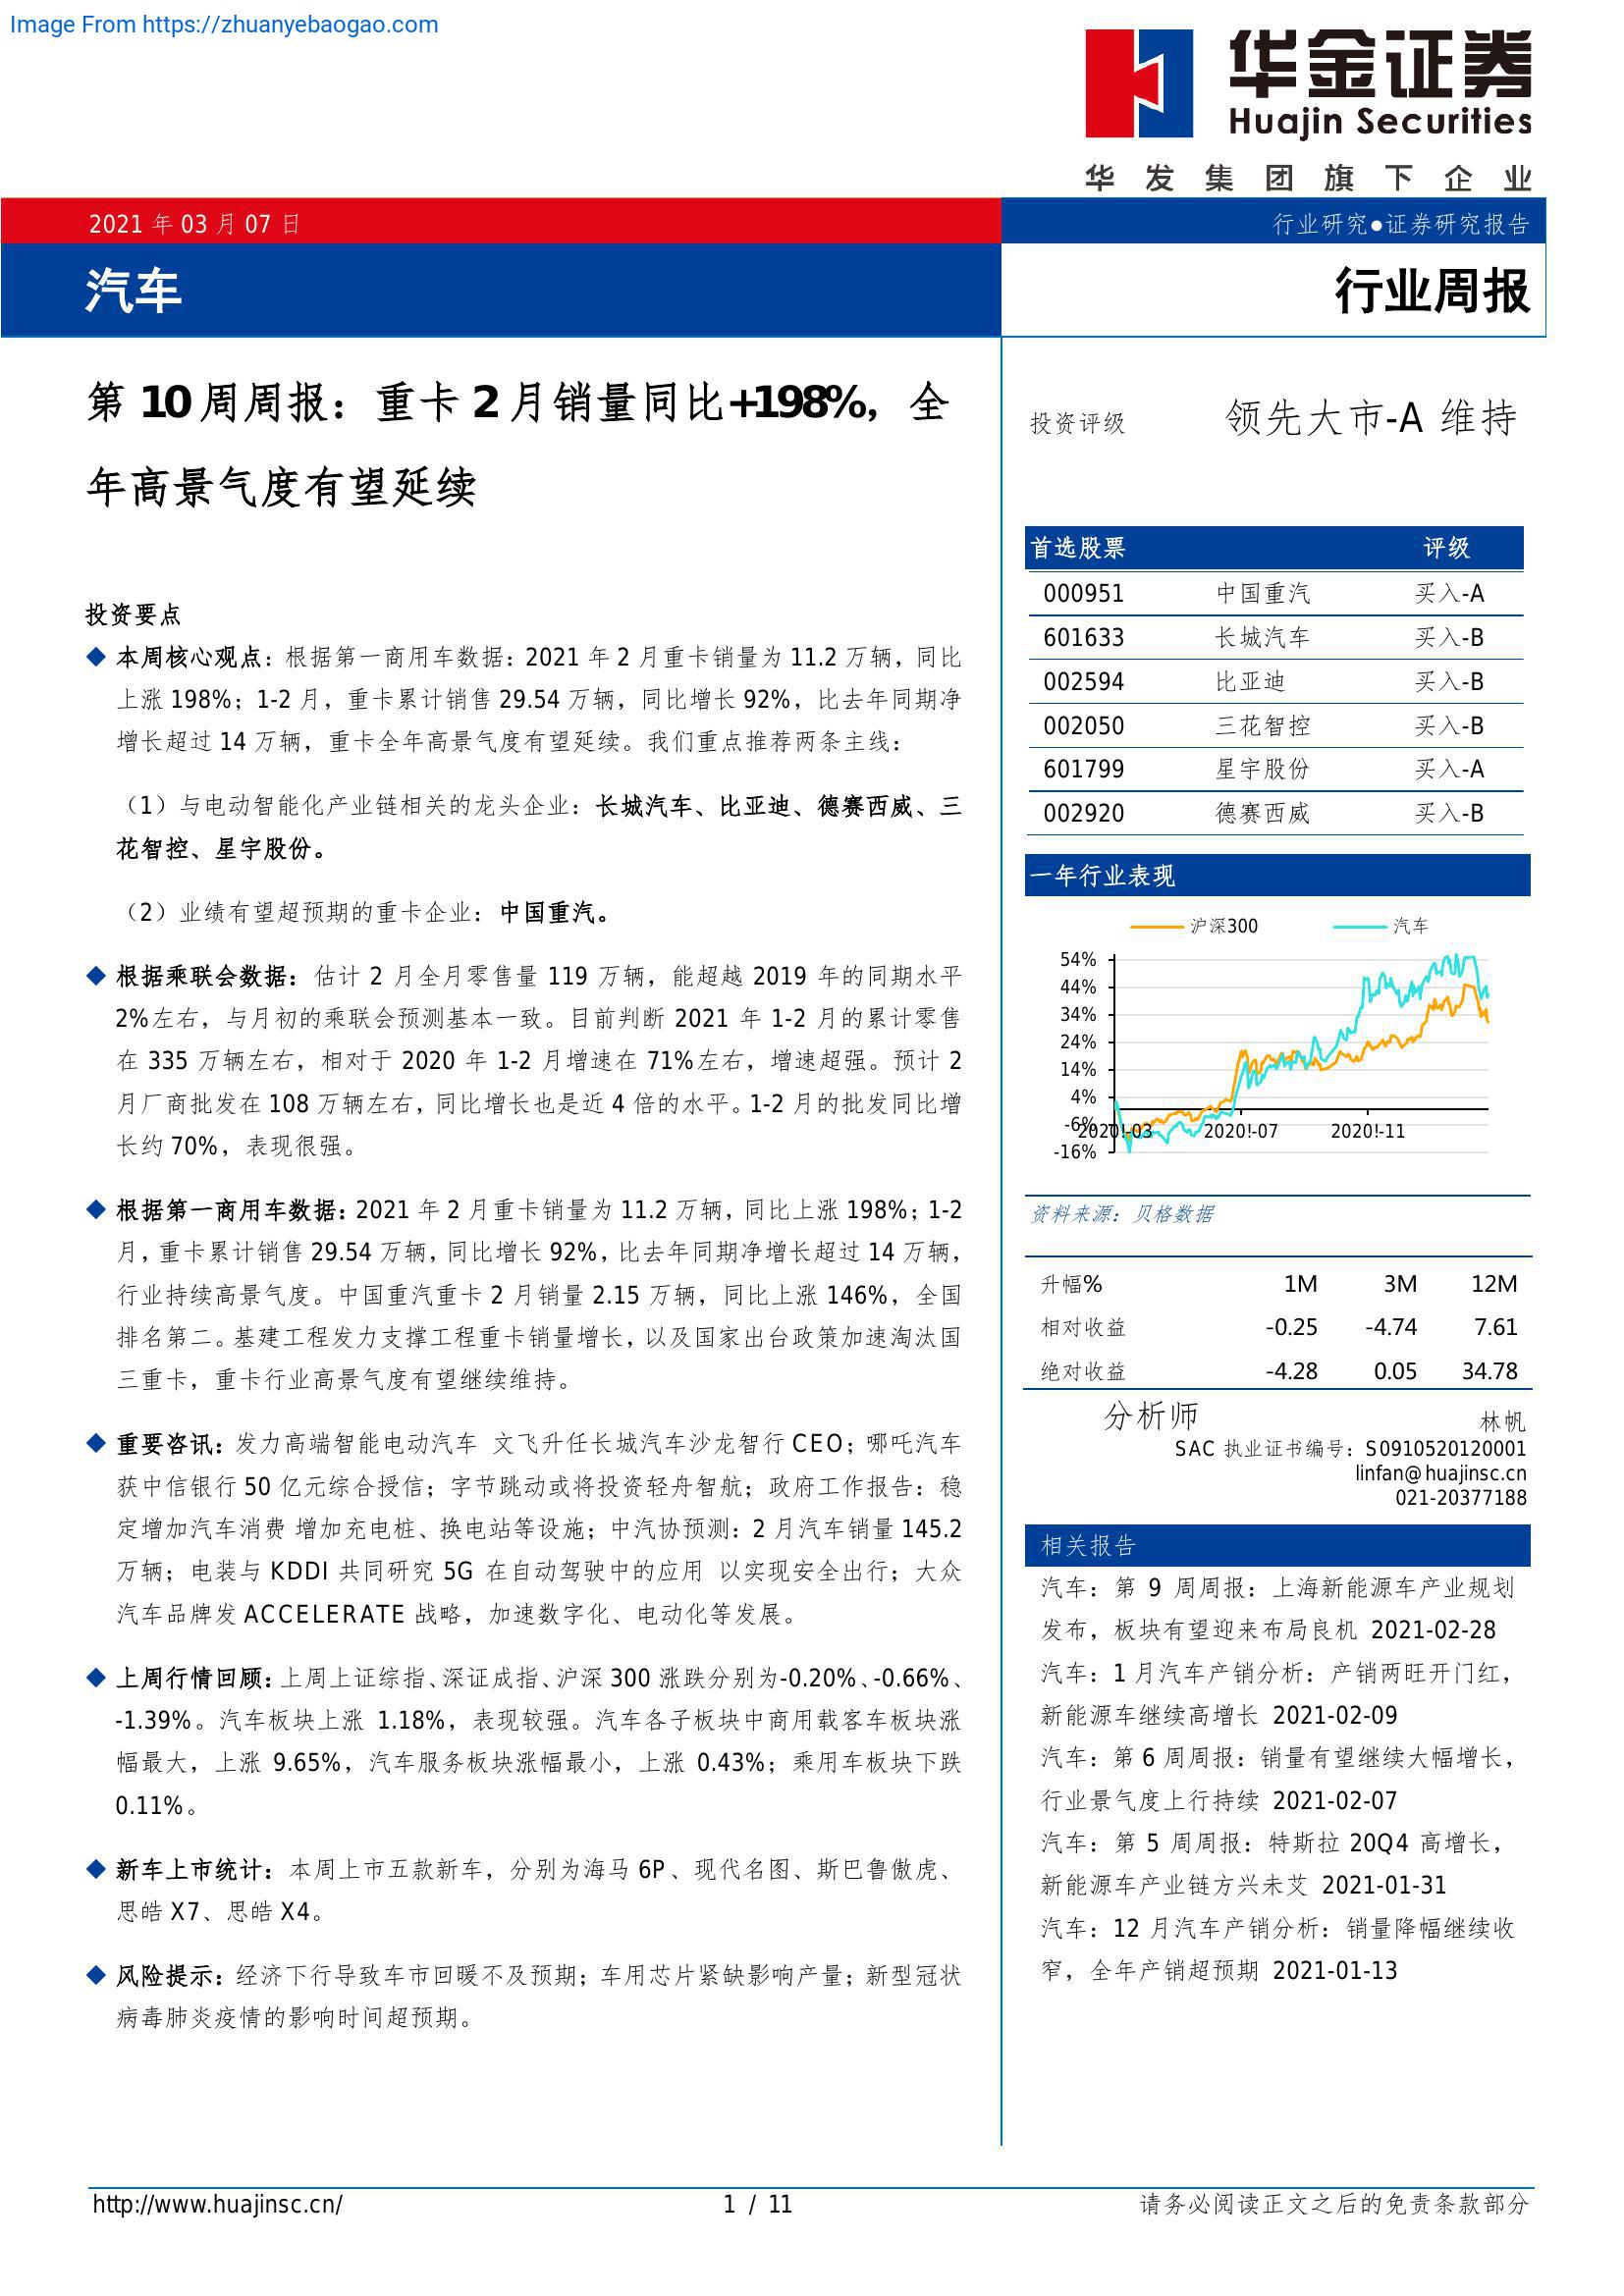 Image From https://zhuanyebaogao.com
华金证券
Huajin Securities
华发集团旗下企业
2021 年 03 月 07 日
行业研究●证券研究报告
汽车
行业周报
第 10 周周报：重卡 2 月销量同比+198%，全
年高景气度有望延续
投资要点
◆ 本周核心观点：根据第一商用车数据：2021 年 2 月重卡销量为 11.2 万辆，同比
上涨 198%；1-2 月，重卡累计销售 29.54 万辆，同比增长 92%，比去年同期净
增长超过 14 万辆，重卡全年高景气度有望延续。我们重点推荐两条主线：
（1）与电动智能化产业链相关的龙头企业：长城汽车、比亚迪、德赛西威、三
花智控、星宇股份。
（2）业绩有望超预期的重卡企业：中国重汽。
◆ 根据乘联会数据：估计 2 月全月零售量 119 万辆，能超越 2019 年的同期水平
2%左右，与月初的乘联会预测基本一致。目前判断 2021 年 1-2 月的累计零售
在 335 万辆左右，相对于 2020 年 1-2 月增速在 71%左右，增速超强。预计 2
月厂商批发在 108 万辆左右，同比增长也是近 4 倍的水平。1-2 月的批发同比增
长约 70%，表现很强。
◆ 根据第一商用车数据：2021 年 2 月重卡销量为 11.2 万辆，同比上涨 198%；1-2
月，重卡累计销售 29.54 万辆，同比增长 92%，比去年同期净增长超过 14 万辆，
行业持续高景气度。中国重汽重卡 2 月销量 2.15 万辆，同比上涨 146%，全国
排名第二。基建工程发力支撑工程重卡销量增长，以及国家出台政策加速淘汰国
三重卡，重卡行业高景气度有望继续维持。
◆ 重要咨讯：发力高端智能电动汽车 文飞升任长城汽车沙龙智行 CEO；哪吒汽车
获中信银行 50 亿元综合授信；字节跳动或将投资轻舟智航；政府工作报告：稳
定增加汽车消费 增加充电桩、换电站等设施；中汽协预测：2 月汽车销量 145.2
万辆；电装与 KDDI 共同研究 5G 在自动驾驶中的应用 以实现安全出行；大众
汽车品牌发 ACCELERATE 战略，加速数字化、电动化等发展。
◆ 上周行情回顾：上周上证综指、深证成指、沪深 300 涨跌分别为-0.20%、-0.66%、
-1.39%。汽车板块上涨 1.18%，表现较强。汽车各子板块中商用载客车板块涨
幅最大，上涨 9.65%，汽车服务板块涨幅最小，上涨 0.43%；乘用车板块下跌
0.11%。
◆ 新车上市统计：本周上市五款新车，分别为海马 6P、现代名图、斯巴鲁傲虎、
思皓 X7、思皓 X4。
◆ 风险提示：经济下行导致车市回暖不及预期；车用芯片紧缺影响产量；新型冠状
病毒肺炎疫情的影响时间超预期。
投资评级 领先大市-A 维持
首选股票 评级
000951 中国重汽 买入-A
601633 长城汽车 买入-B
002594 比亚迪 买入-B
002050 三花智控 买入-B
601799 星宇股份 买入-A
002920 德赛西威 买入-B
一年行业表现
沪深300 汽车
54%
44%
34%
24%
14%
4%
-6%
-16%
2020!-03 2020!-07 2020!-11
资料来源：贝格数据
升幅% 1M 3M 12M
相对收益 -0.25 -4.74 7.61
绝对收益 -4.28 0.05 34.78
分析师 林帆
SAC 执业证书编号：S0910520120001
linfan@huajinsc.cn
021-20377188
相关报告
汽车：第 9 周周报：上海新能源车产业规划
发布，板块有望迎来布局良机 2021-02-28
汽车：1 月汽车产销分析：产销两旺开门红，
新能源车继续高增长 2021-02-09
汽车：第 6 周周报：销量有望继续大幅增长，
行业景气度上行持续 2021-02-07
汽车：第 5 周周报：特斯拉 20Q4 高增长，
新能源车产业链方兴未艾 2021-01-31
汽车：12 月汽车产销分析：销量降幅继续收
窄，全年产销超预期 2021-01-13
http://www.huajinsc.cn/
1 / 11
请务必阅读正文之后的免责条款部分